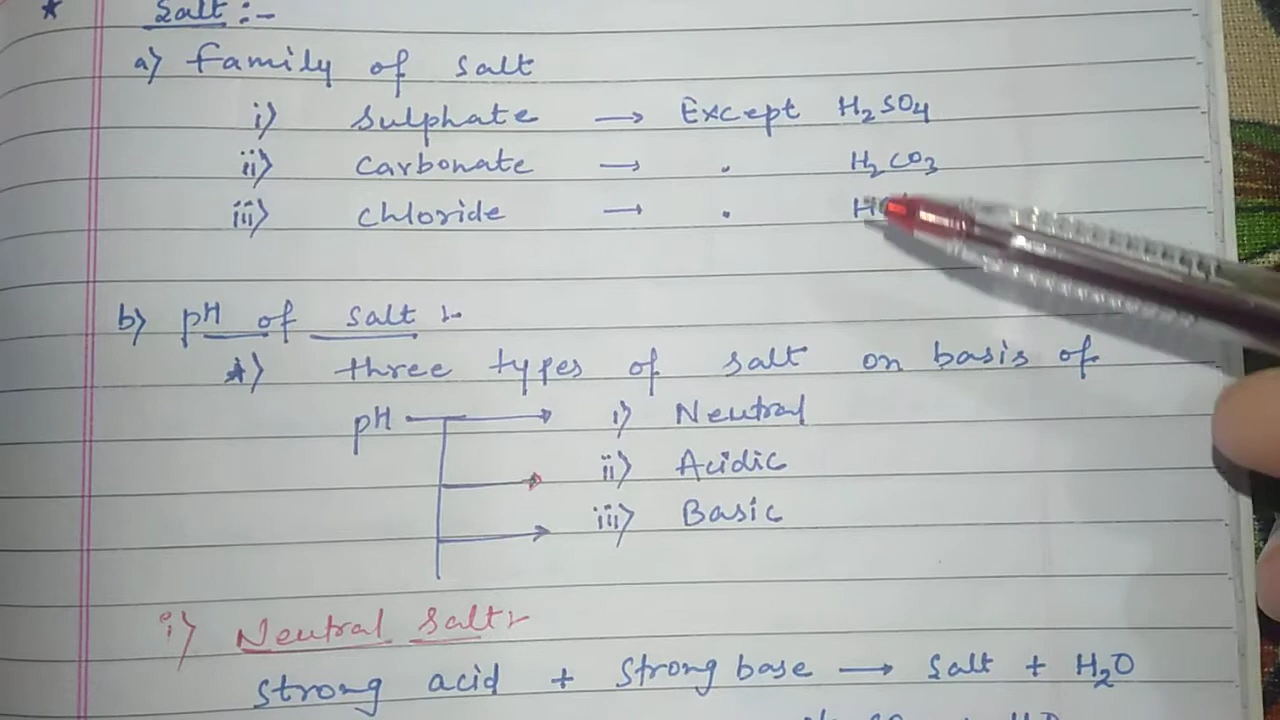 * Salt :-
a) Family of salt
i) Sulphate → Except H₂SO₄
ii) Carbonate → . H₂CO₃
iii) Chloride → .
b) pH of salt :-
*) three types of salt on basis of
pH → i) Neutral
ii) Acidic
iii) Basic
i) Neutral salt :-
Strong acid + Strong base → Salt + H₂O